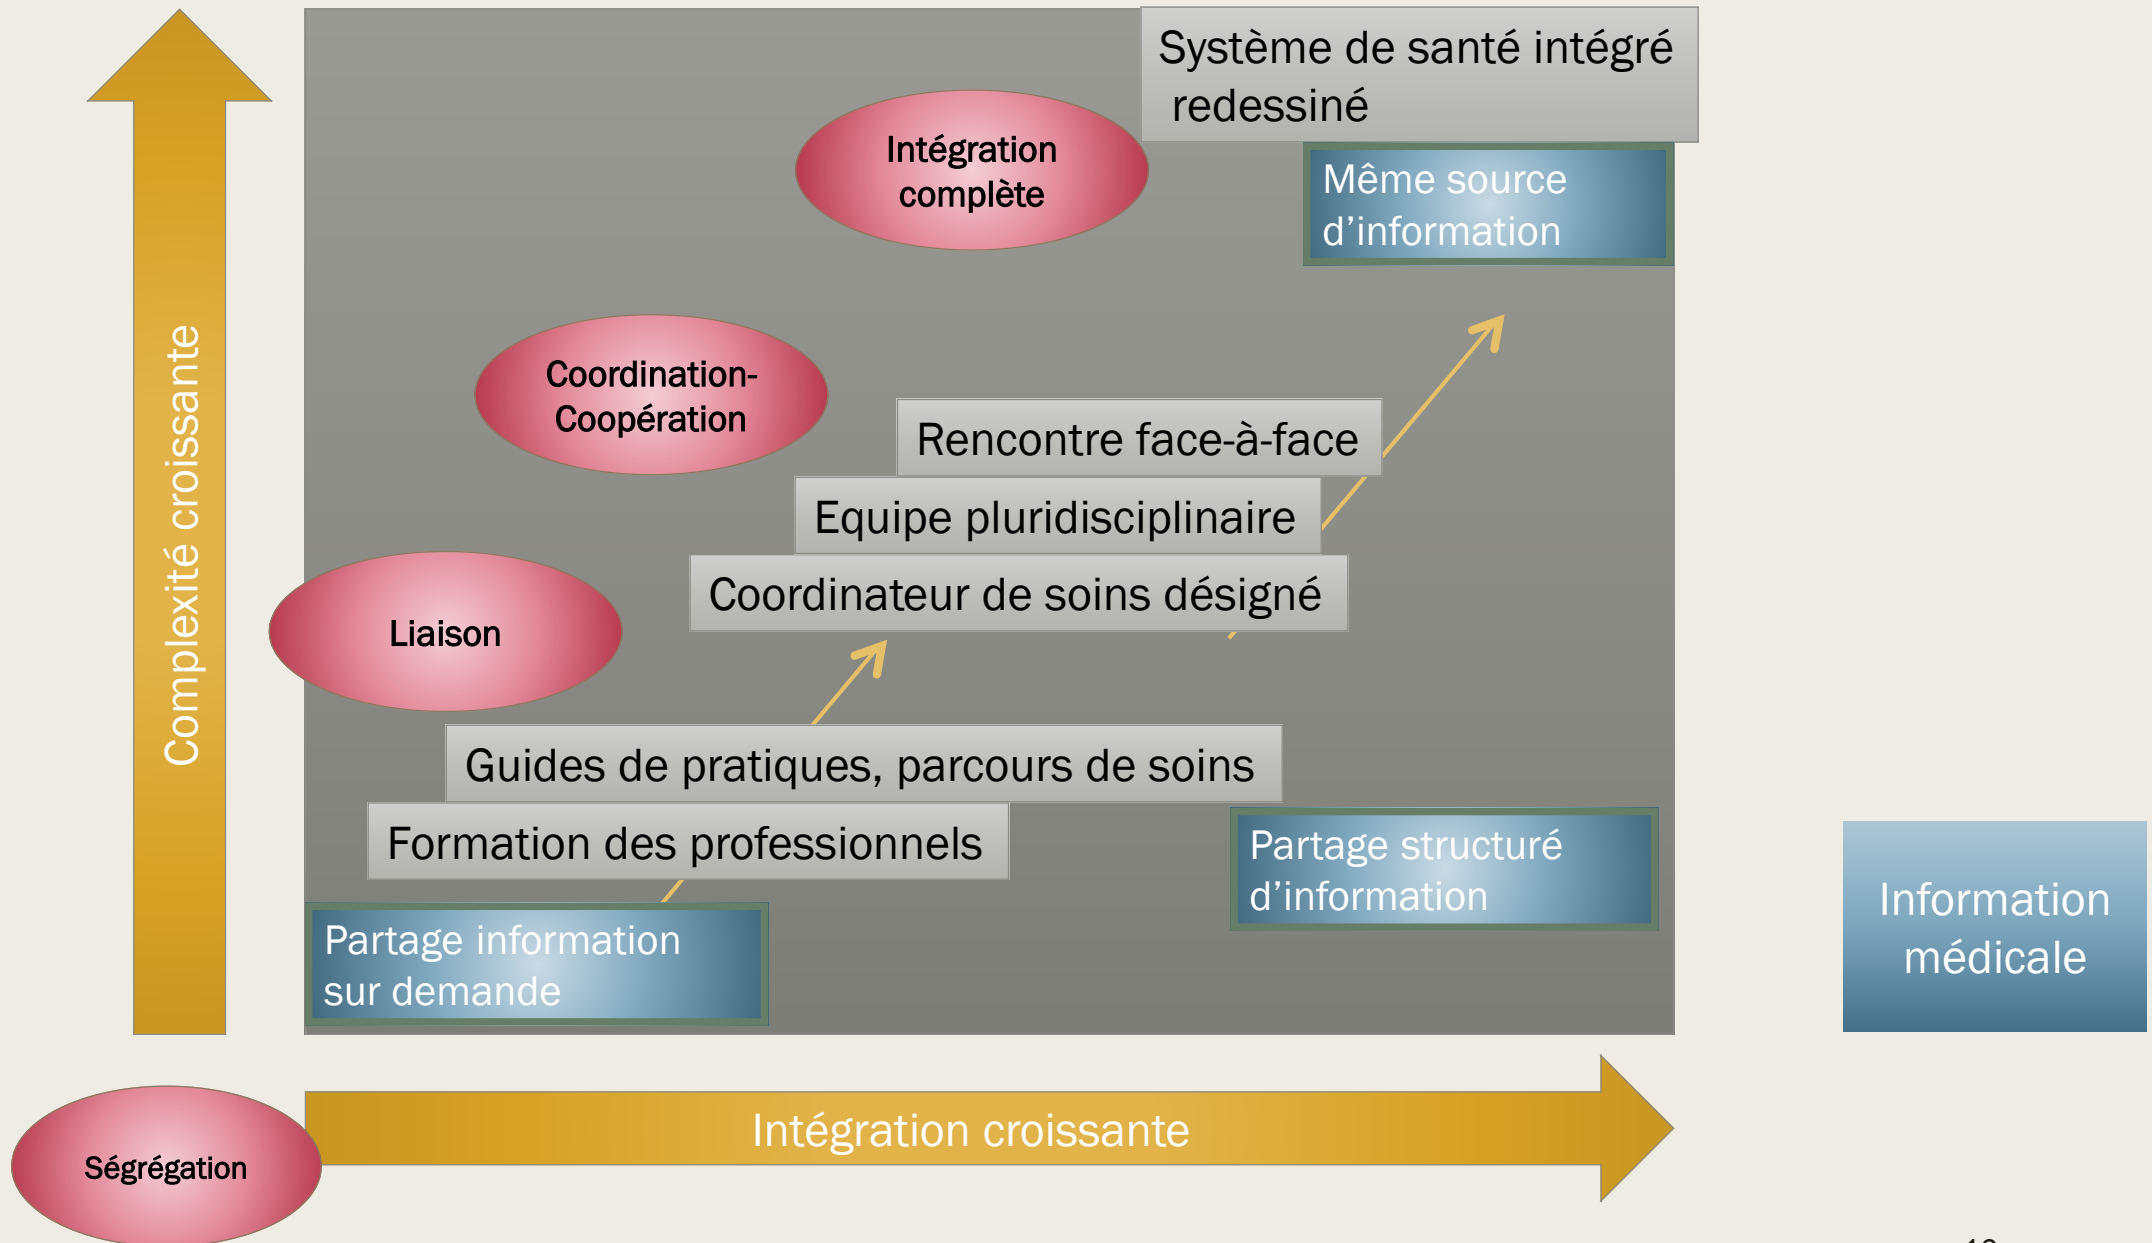 Système de santé intégré
redessiné
Intégration
complète
Même source
d’information
Complexité croissante
Coordination-
Coopération
Rencontre face-à-face
Equipe pluridisciplinaire
Coordinateur de soins désigné
Liaison
Guides de pratiques, parcours de soins
Formation des professionnels
Partage structuré
d’information
Information
médicale
Partage information
sur demande
Intégration croissante
Ségrégation